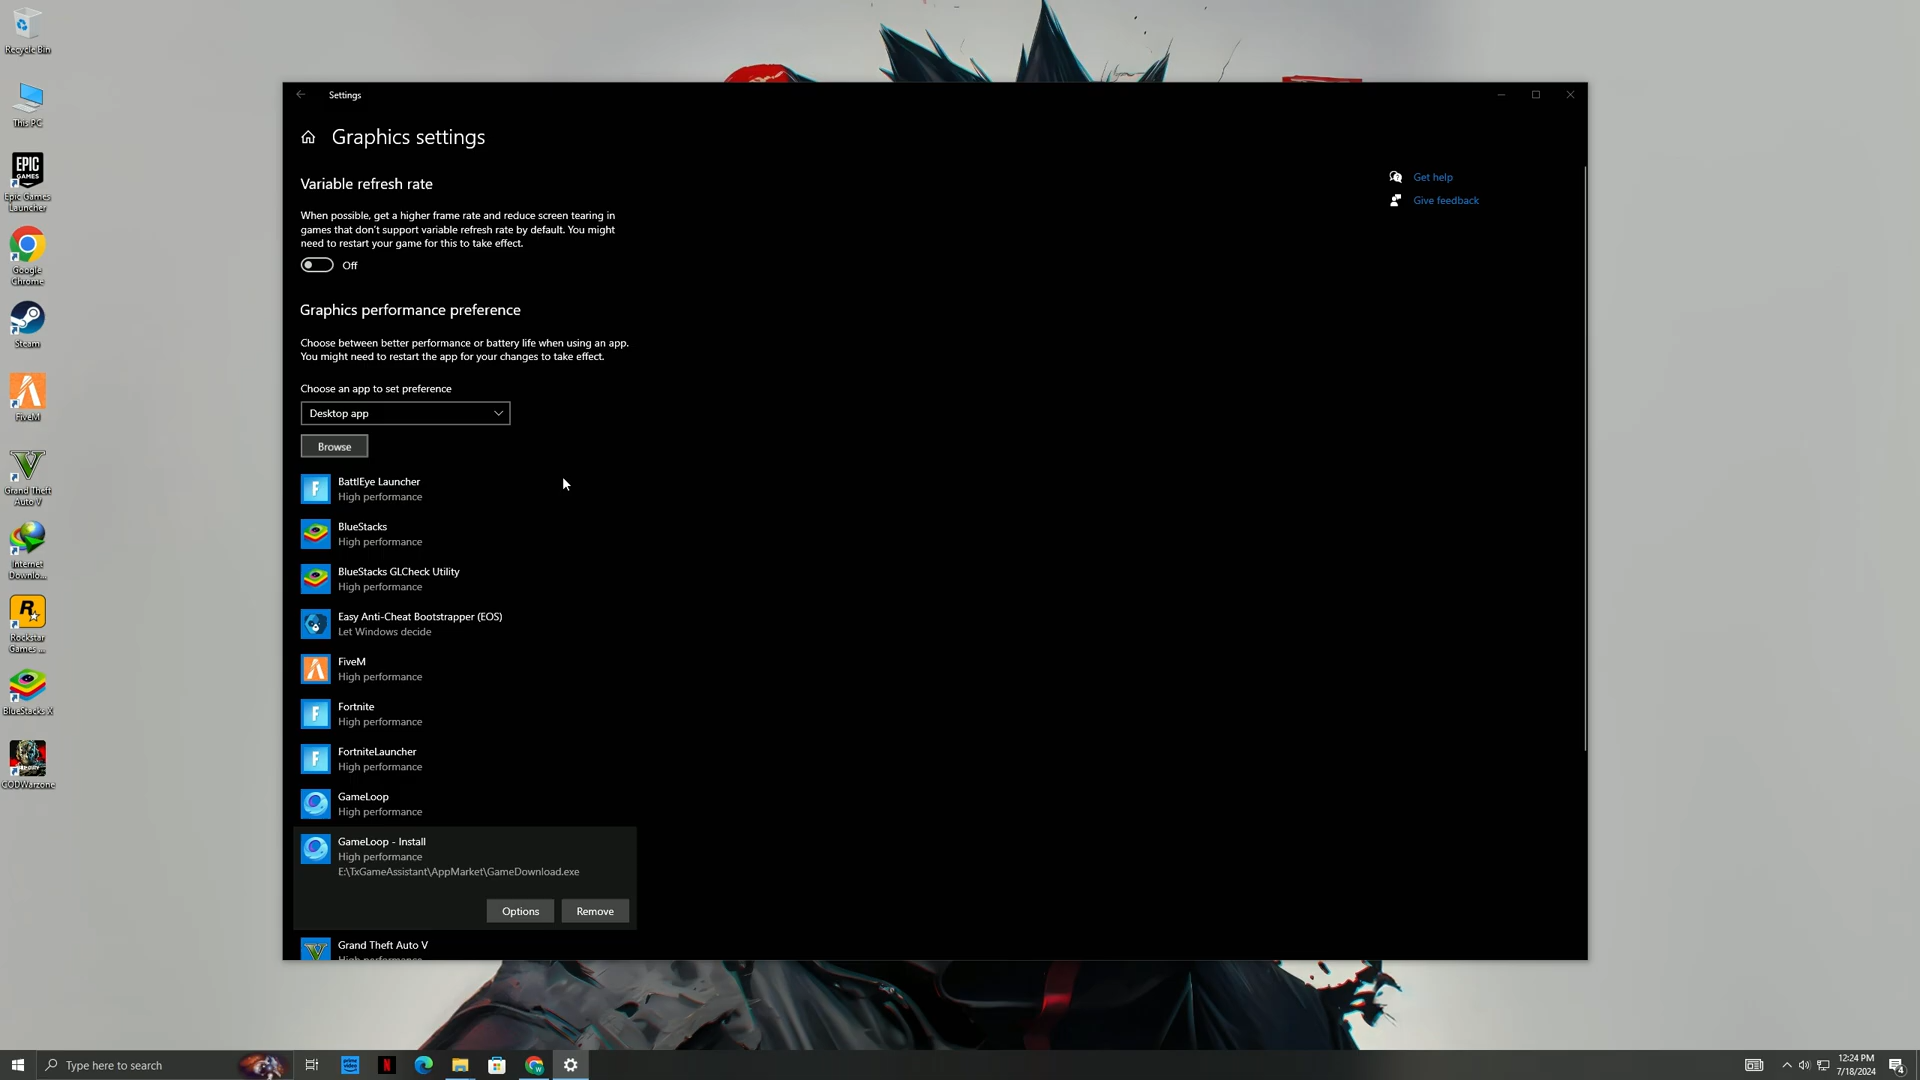 Recycle Bin
This PC
EPIC
GAMES
Epic Games
Launcher
Google
Chrome
Steam
FiveM
Grand Theft
Auto V
Internet
Downlo...
Rockstar
Games ...
BlueStacks X
CODWarzone
Settings
Graphics settings
Variable refresh rate
When possible, get a higher frame rate and reduce screen tearing in
games that don't support variable refresh rate by default. You might
need to restart your game for this to take effect.
Off
Get help
Give feedback
Graphics performance preference
Choose between better performance or battery life when using an app.
You might need to restart the app for your changes to take effect.
Choose an app to set preference
Desktop app
Browse
BattlEye Launcher
High performance
BlueStacks
High performance
BlueStacks GLCheck Utility
High performance
Easy Anti-Cheat Bootstrapper (EOS)
Let Windows decide
FiveM
High performance
Fortnite
High performance
FortniteLauncher
High performance
GameLoop
High performance
GameLoop - Install
High performance
E:\TxGameAssistant\AppMarket\GameDownload.exe
Options
Remove
Grand Theft Auto V
High performance
Type here to search
12:24 PM
7/18/2024
4